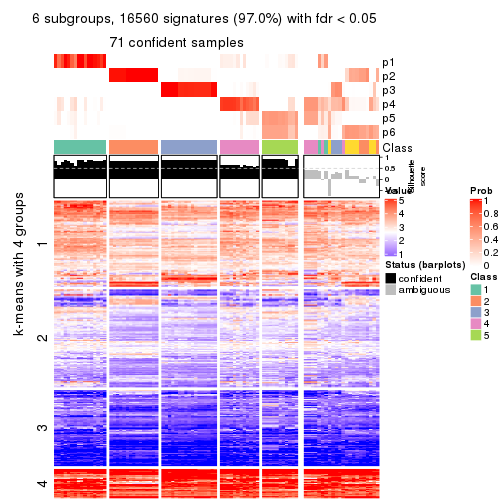 6 subgroups, 16560 signatures (97.0%) with fdr < 0.05
71 confident samples
p1
p2
p3
p4
p5
p6
Class
1
0.5
0
Silhouette
score
k-means with 4 groups
1
2
3
4
Value
5
4
3
2
1
Status (barplots)
confident
ambiguous
Prob
1
0.8
0.6
0.4
0.2
0
Class
1
2
3
4
5